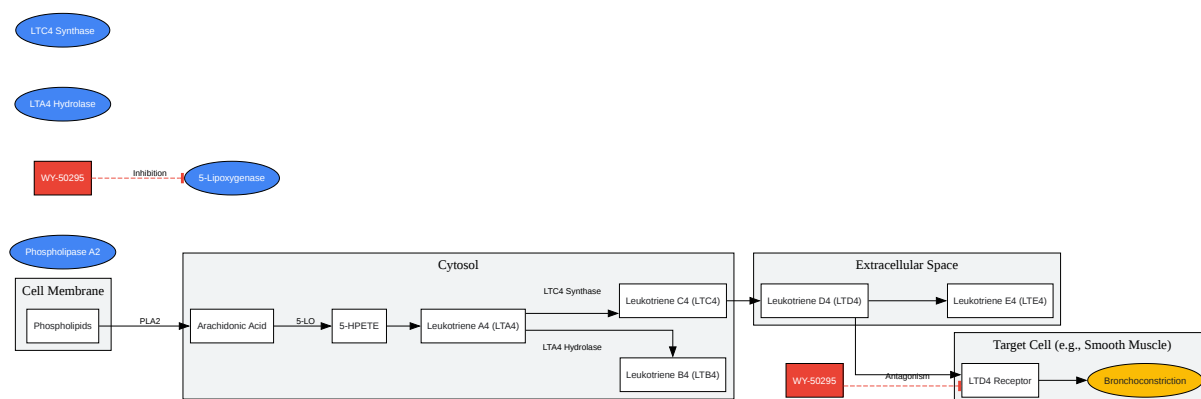 LTC4 Synthase
LTA4 Hydrolase
WY-50295
Inhibition
5-Lipoxygenase
Phospholipase A2
Cell Membrane
Phospholipids
PLA2
Cytosol
Arachidonic Acid
5-LO
5-HPETE
Leukotriene A4 (LTA4)
LTC4 Synthase
LTA4 Hydrolase
Leukotriene C4 (LTC4)
Leukotriene B4 (LTB4)
Extracellular Space
Leukotriene D4 (LTD4)
Leukotriene E4 (LTE4)
Target Cell (e.g., Smooth Muscle)
WY-50295
Antagonism
LTD4 Receptor
Bronchoconstriction